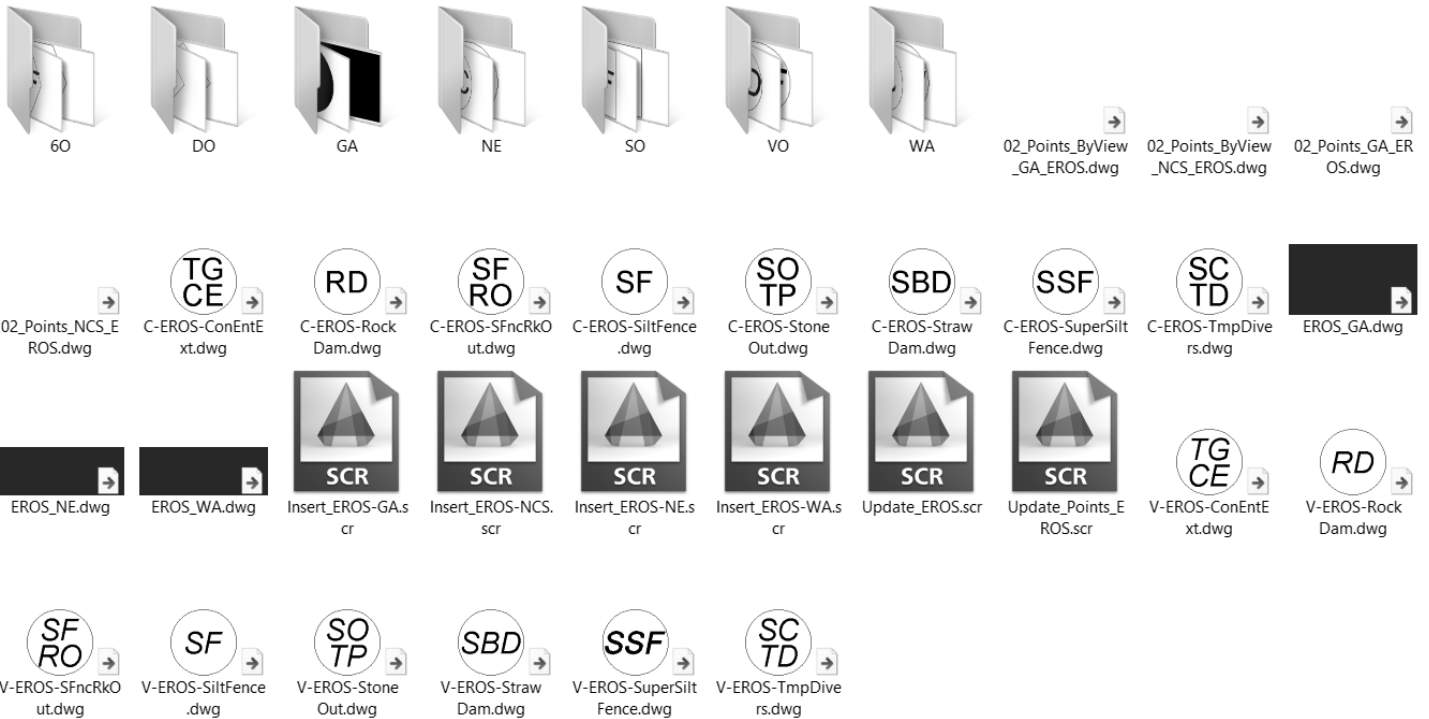 6O DO GA NE SO VO WA 02_Points_ByView 02_Points_ByView 02_Points_GA_ER
_GA_EROS.dwg _NCS_EROS.dwg OS.dwg
TG SF SO SC
CE RD RO SF TP SBD SSF TD
02_Points_NCS_E C-EROS-ConEntE C-EROS-Rock C-EROS-SFncRkO C-EROS-SiltFence C-EROS-Stone C-EROS-Straw C-EROS-SuperSilt C-EROS-TmpDive EROS_GA.dwg
ROS.dwg xt.dwg Dam.dwg ut.dwg .dwg Out.dwg Dam.dwg Fence.dwg rs.dwg
TG
CE RD
SCR SCR SCR SCR SCR SCR
EROS_NE.dwg EROS_WA.dwg Insert_EROS-GA.s Insert_EROS-NCS. Insert_EROS-NE.s Insert_EROS-WA.s Update_EROS.scr Update_Points_E V-EROS-ConEntE V-EROS-Rock
cr scr cr cr ROS.scr xt.dwg Dam.dwg
SF SO SC
RO SF TP SBD SSF TD
V-EROS-SFncRkO V-EROS-SiltFence V-EROS-Stone V-EROS-Straw V-EROS-SuperSilt V-EROS-TmpDive
ut.dwg .dwg Out.dwg Dam.dwg Fence.dwg rs.dwg